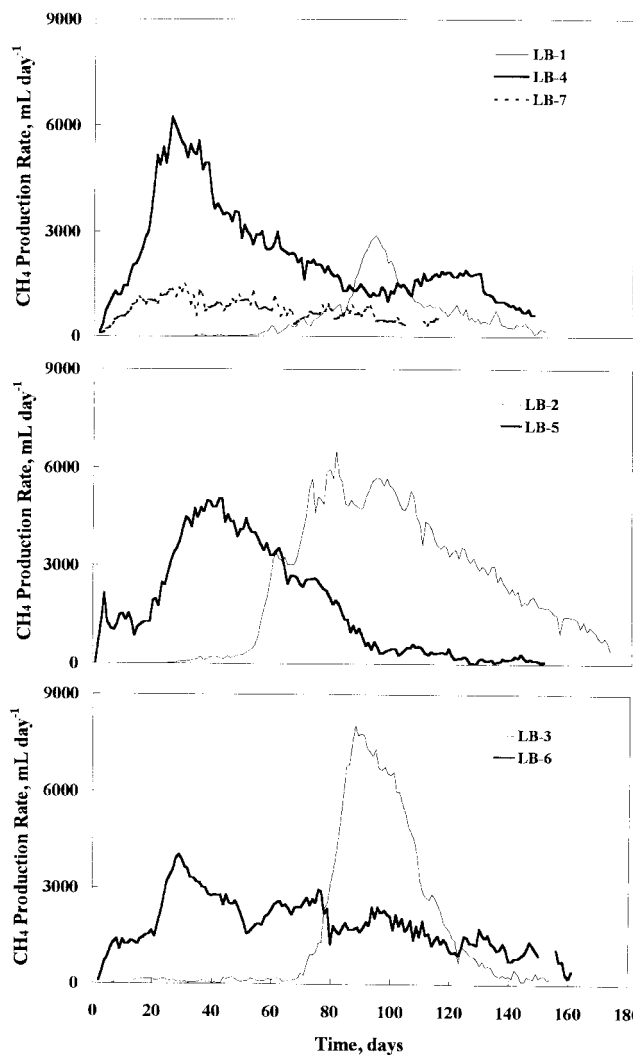 9000
6000
3000
0
CH4 Production Rate, mL day-1
LB-1
LB-4
LB-7
9000
6000
3000
0
CH4 Production Rate, mL day-1
LB-2
LB-5
9000
6000
3000
0
CH4 Production Rate, mL day-1
LB-3
LB-6
0 20 40 60 80 100 120 140 160 180
Time, days